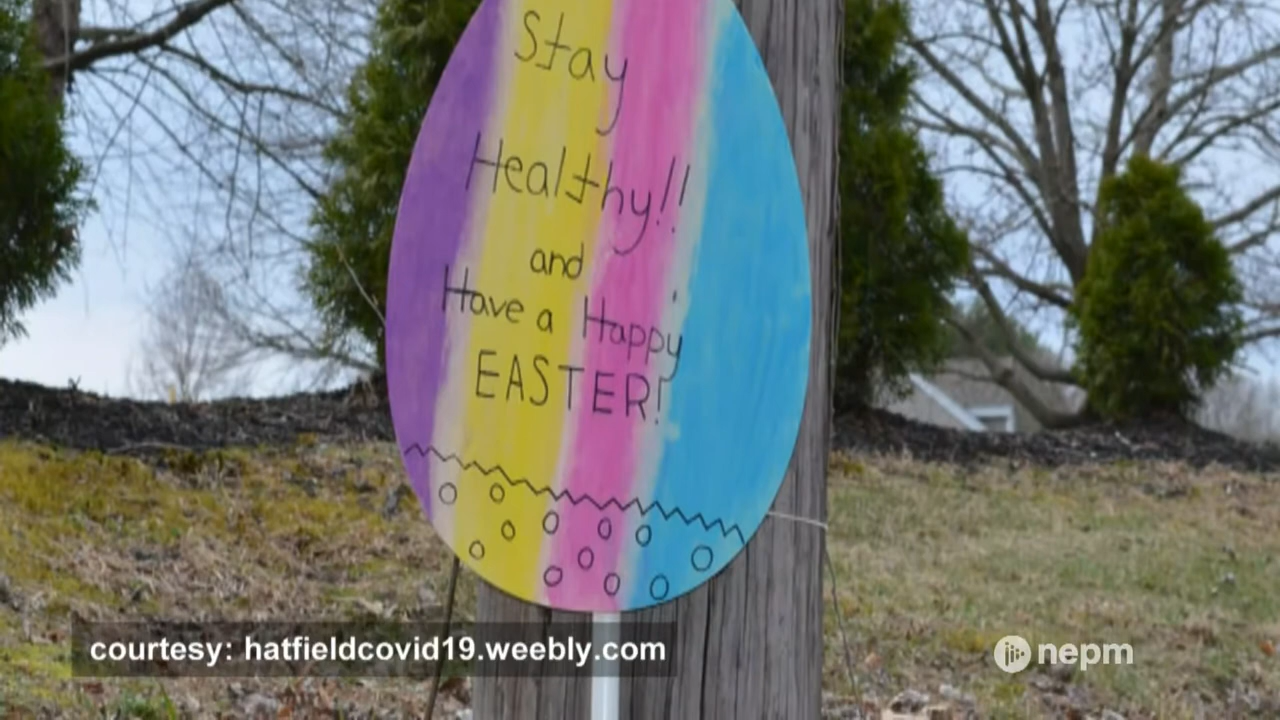 Stay
Healthy!!
and
Have a Happy
EASTER!
courtesy: hatfieldcovid19.weebly.com
nepm